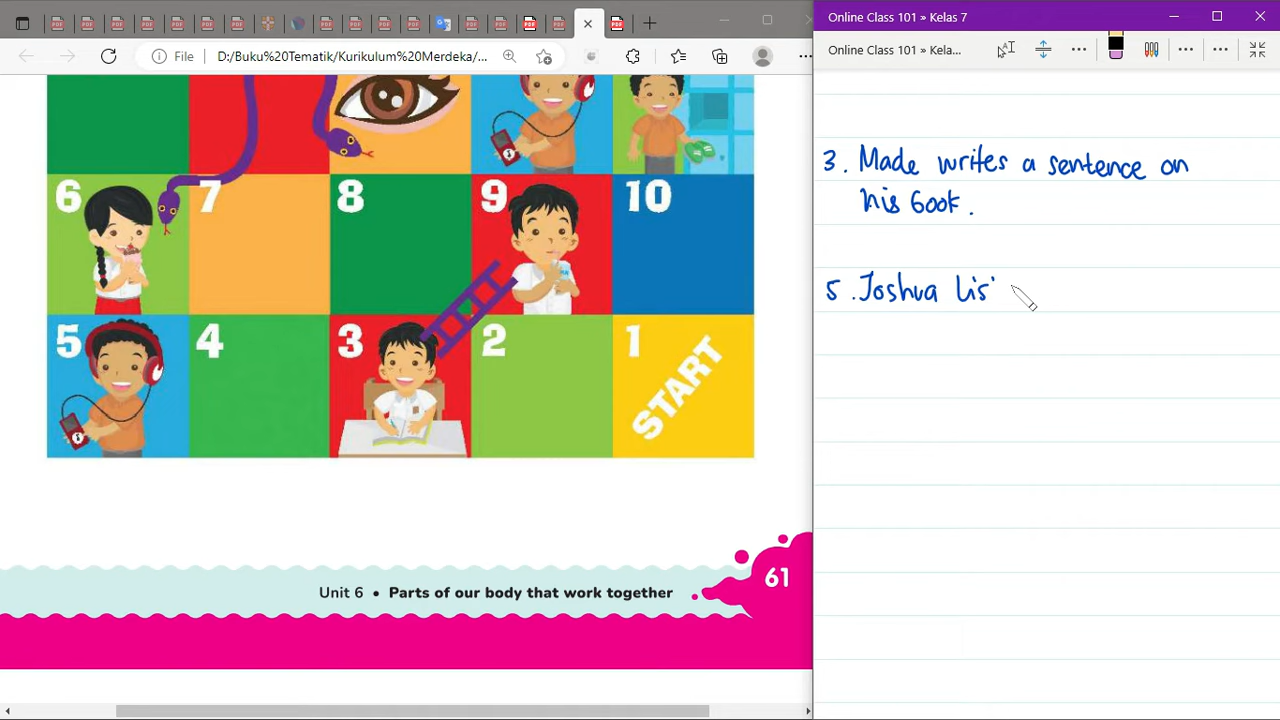 Online Class 101 » Kelas 7
File
D:/Buku%20Tematik/Kurikulum%20Merdeka/...
Online Class 101 » Kela...
6
7
8
9
10
5
4
3
2
1
START
Unit 6 • Parts of our body that work together
61
3. Made writes a sentence on
his book.
5. Joshua Lis